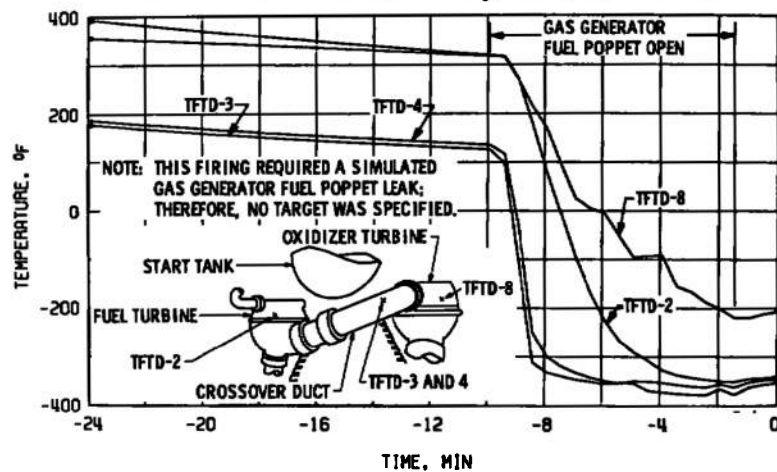 400
200
0
-200
-400
TEMPERATURE, °F
GAS GENERATOR
FUEL POPPET OPEN
TFTD-3
TFTD-4
NOTE: THIS FIRING REQUIRED A SIMULATED
GAS GENERATOR FUEL POPPET LEAK;
THEREFORE, NO TARGET WAS SPECIFIED.
OXIDIZER TURBINE
START TANK
TFTD-8
TFTD-8
FUEL TURBINE
TFTD-2
TFTD-2
CROSSOVER DUCT
TFTD-3 AND 4
-24
-20
-16
-12
-8
-4
0
TIME, MIN